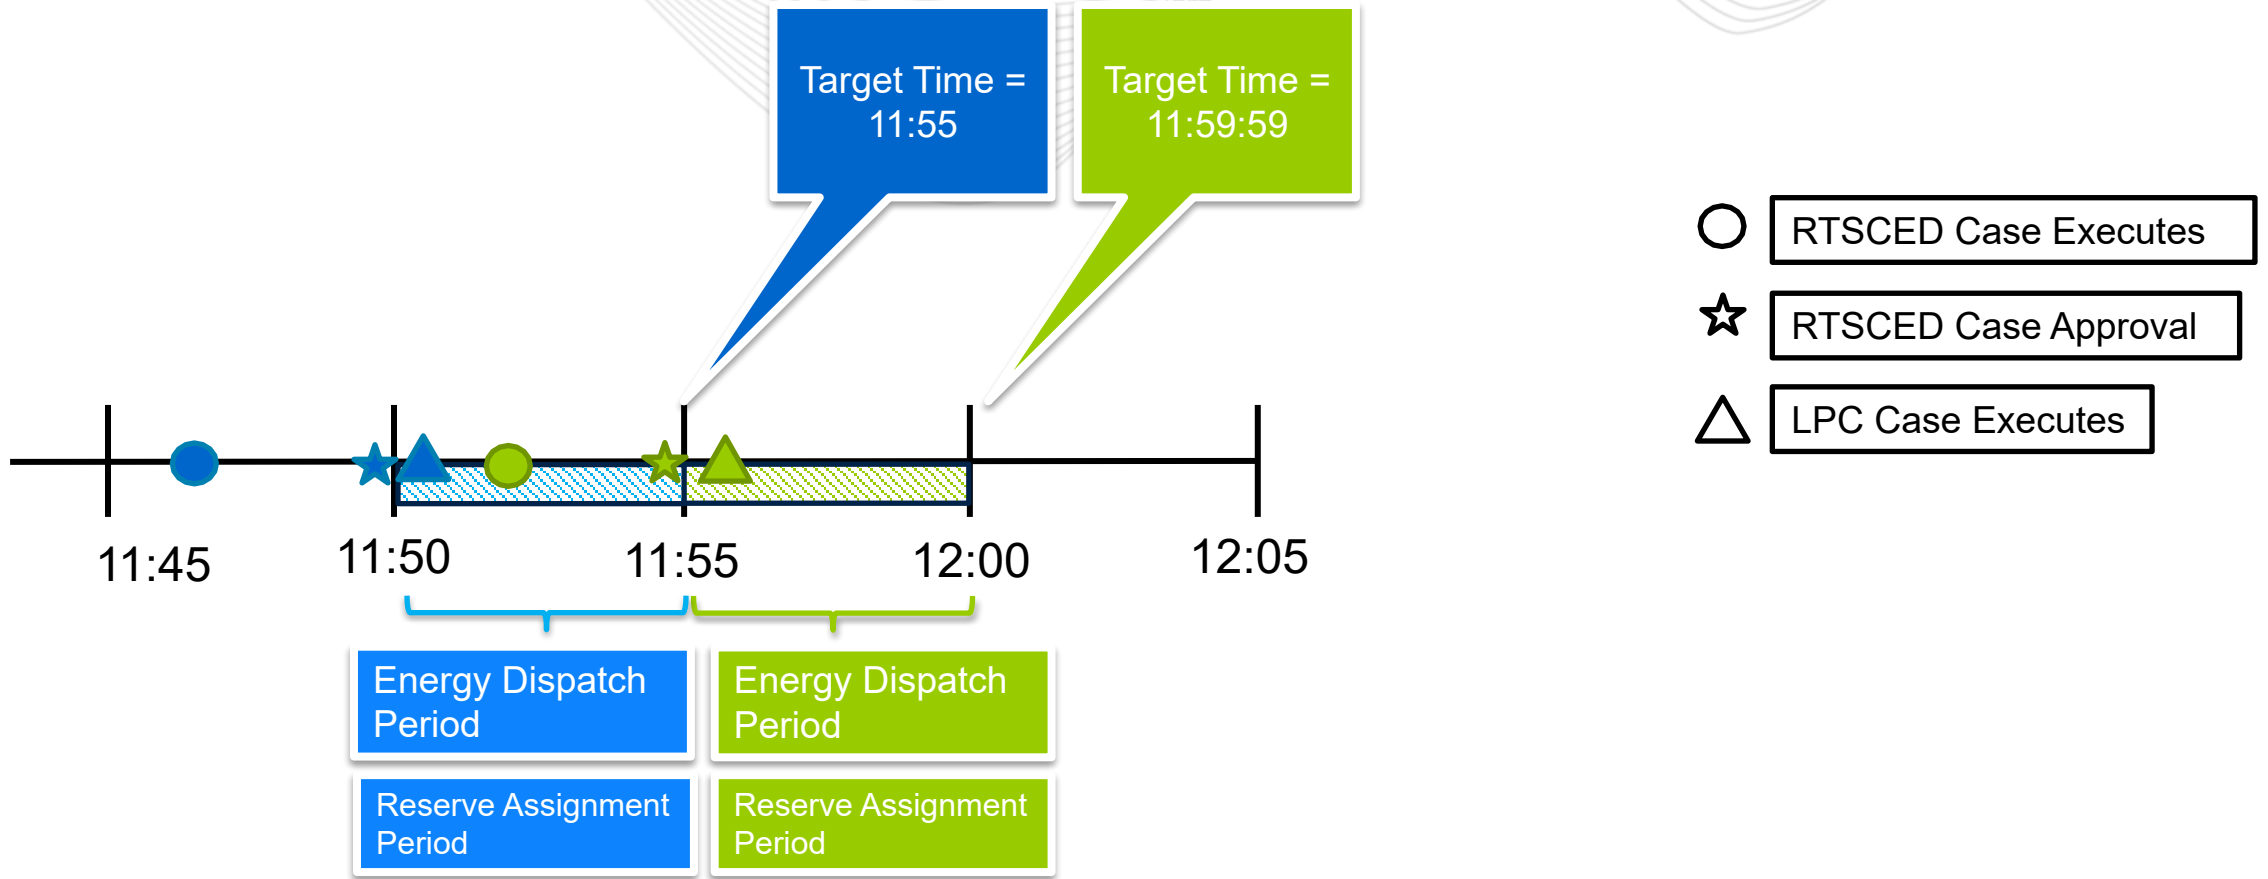 Target Time =
11:55
Target Time =
11:59:59
RTSCED Case Executes
RTSCED Case Approval
LPC Case Executes
11:45
11:50
11:55
12:00
12:05
Energy Dispatch
Period
Energy Dispatch
Period
Reserve Assignment
Period
Reserve Assignment
Period